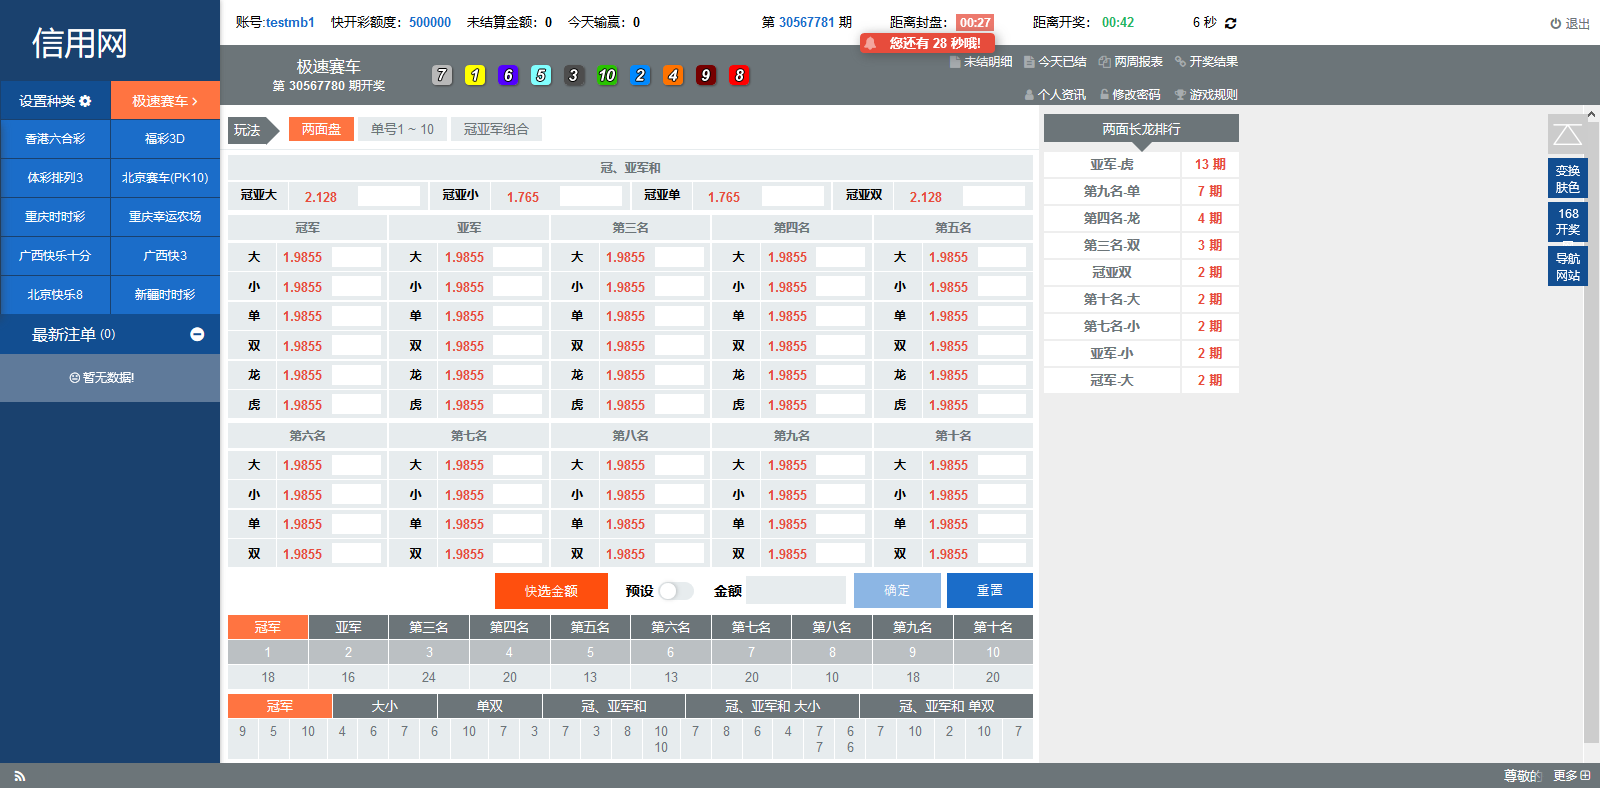 账号:testmb1 快开彩额度：500000 未结算金额：0 今天输赢：0 第 30567781 期 距离封盘： 00:27 距离开奖： 00:42 6 秒 退出
您还有 28 秒哦!
信用网
极速赛车
第 30567780 期开奖
7 1 6 5 3 10 2 4 9 8
未结明细 今天已结 两周报表 开奖结果
个人资讯 修改密码 游戏规则
设置种类 极速赛车
香港六合彩 福彩3D
体彩排列3 北京赛车(PK10)
重庆时时彩 重庆幸运农场
广西快乐十分 广西快3
北京快乐8 新疆时时彩
最新注单 (0)
暂无数据!
玩法 两面盘 单号1 ~ 10 冠亚军组合
冠、亚军和
冠亚大 2.128 冠亚小 1.765 冠亚单 1.765 冠亚双 2.128
冠军 亚军 第三名 第四名 第五名
大 1.9855 大 1.9855 大 1.9855 大 1.9855 大 1.9855
小 1.9855 小 1.9855 小 1.9855 小 1.9855 小 1.9855
单 1.9855 单 1.9855 单 1.9855 单 1.9855 单 1.9855
双 1.9855 双 1.9855 双 1.9855 双 1.9855 双 1.9855
龙 1.9855 龙 1.9855 龙 1.9855 龙 1.9855 龙 1.9855
虎 1.9855 虎 1.9855 虎 1.9855 虎 1.9855 虎 1.9855
第六名 第七名 第八名 第九名 第十名
大 1.9855 大 1.9855 大 1.9855 大 1.9855 大 1.9855
小 1.9855 小 1.9855 小 1.9855 小 1.9855 小 1.9855
单 1.9855 单 1.9855 单 1.9855 单 1.9855 单 1.9855
双 1.9855 双 1.9855 双 1.9855 双 1.9855 双 1.9855
快选金额 预设 金额 确定 重置
冠军 亚军 第三名 第四名 第五名 第六名 第七名 第八名 第九名 第十名
1 2 3 4 5 6 7 8 9 10
18 16 24 20 13 13 20 10 18 20
冠军 大小 单双 冠、亚军和 冠、亚军和 大小 冠、亚军和 单双
9 5 10 4 6 7 6 10 7 3 7 3 8 10 7 8 6 4 7 6 7 10 2 10 7
10 7 6
两面长龙排行
亚军-虎 13 期
第九名-单 7 期
第四名-龙 4 期
第三名-双 3 期
冠亚双 2 期
第十名-大 2 期
第七名-小 2 期
亚军-小 2 期
冠军-大 2 期
变换
肤色
168
开奖
导航
网站
尊敬的 更多